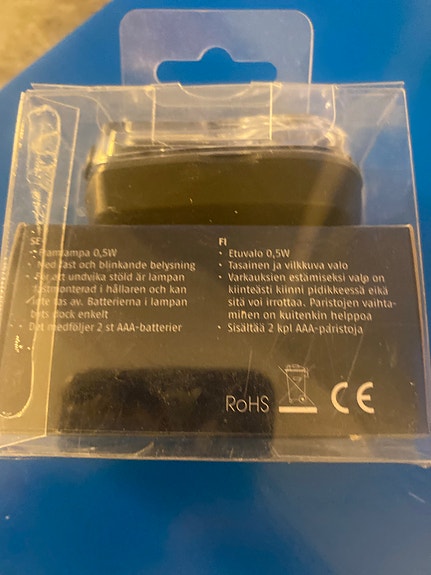 SE
Framlampa 0,5W
Med fast och blinkande belysning
För att undvika stöld är lampan
fastmonterad i hållaren och kan
inte tas av. Batterierna i lampan
byts dock enkelt
Det medföljer 2 st AAA-batterier
FI
· Etuvalo 0,5W
· Tasainen ja vilkkuva valo
· Varkauksien estämiseksi valo on
kiinteästi kiinni pidikkeessä eikä
sitä voi irrottaa. Paristojen vaihta-
minen on kuitenkin helppoa
· Sisältää 2 kpl AAA-paristoja
RoHS CE